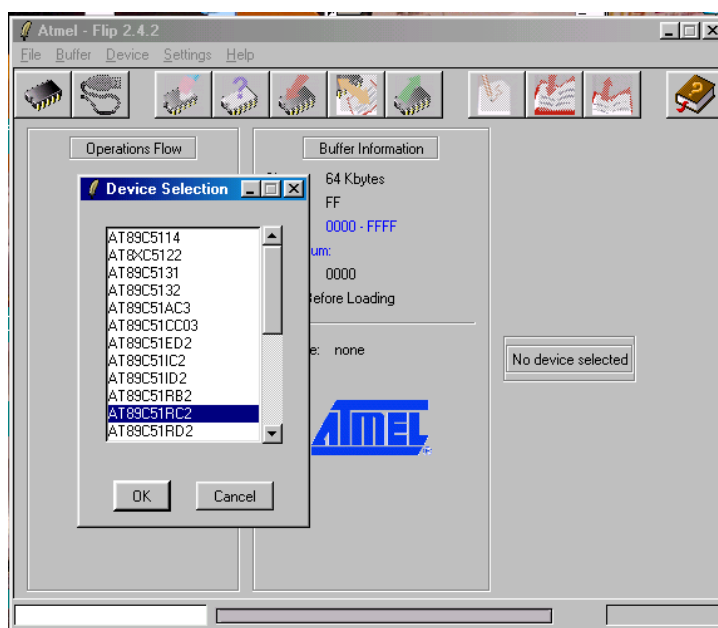 Atmel - Flip 2.4.2
File Buffer Device Settings Help
Operations Flow
Buffer Information
64 Kbytes
FF
0000 - FFFF
0000
Before Loading
none
No device selected
ATMEL
Device Selection
AT89C5114
AT8XC5122
AT89C5131
AT89C5132
AT89C51AC3
AT89C51CC03
AT89C51ED2
AT89C51IC2
AT89C51ID2
AT89C51RB2
AT89C51RC2
AT89C51RD2
OK Cancel